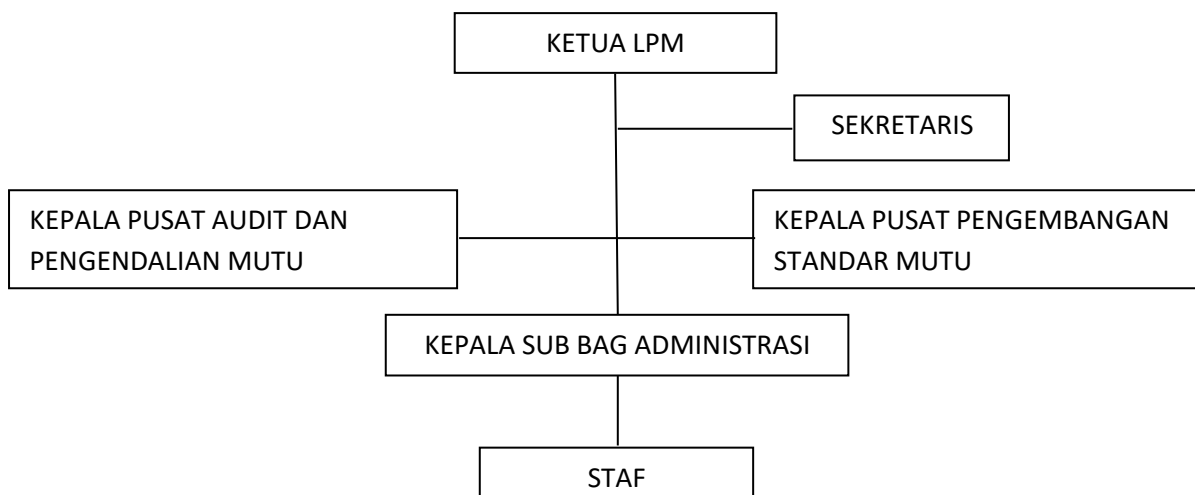 KETUA LPM
SEKRETARIS
KEPALA PUSAT AUDIT DAN
PENGENDALIAN MUTU
KEPALA PUSAT PENGEMBANGAN
STANDAR MUTU
KEPALA SUB BAG ADMINISTRASI
STAF